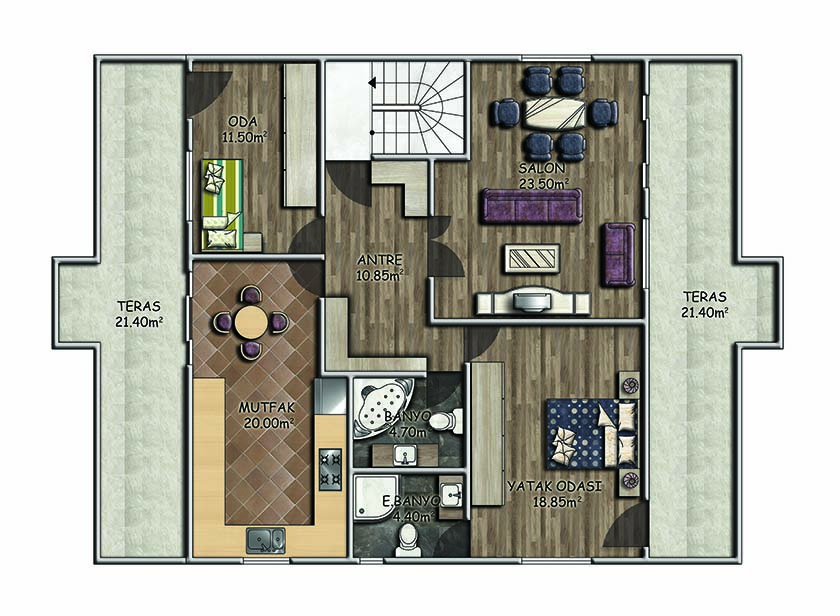 ODA
11.50m²
SALON
23.50m²
ANTRE
10.85m²
TERAS
21.40m²
TERAS
21.40m²
MUTFAK
20.00m²
BANYO
4.70m
YATAK ODASI
18.85m²
E.BANYO
4.40m²